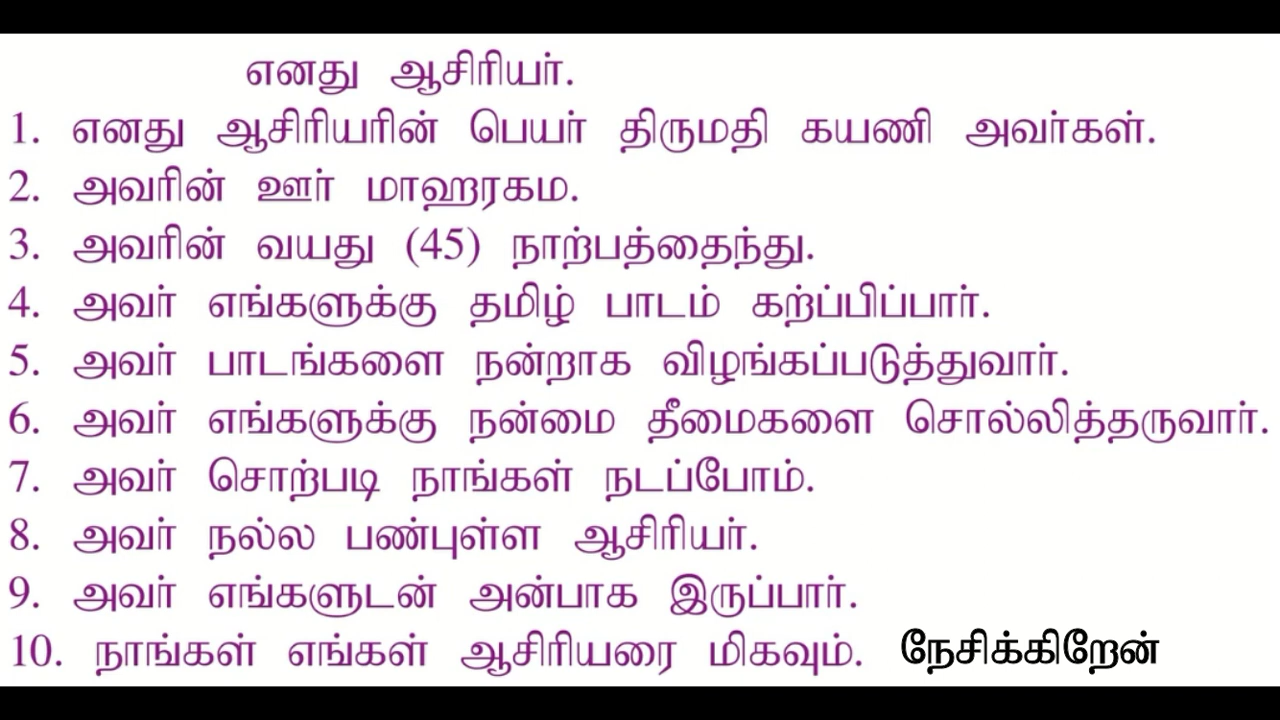 எனது ஆசிரியர்.
1. எனது ஆசிரியரின் பெயர் திருமதி கயணி அவர்கள்.
2. அவரின் ஊர் மாஹரகம.
3. அவரின் வயது (45) நாற்பத்தைந்து.
4. அவர் எங்களுக்கு தமிழ் பாடம் கற்ப்பிப்பார்.
5. அவர் பாடங்களை நன்றாக விழங்கப்படுத்துவார்.
6. அவர் எங்களுக்கு நன்மை தீமைகளை சொல்லித்தருவார்.
7. அவர் சொற்படி நாங்கள் நடப்போம்.
8. அவர் நல்ல பண்புள்ள ஆசிரியர்.
9. அவர் எங்களுடன் அன்பாக இருப்பார்.
10. நாங்கள் எங்கள் ஆசிரியரை மிகவும். நேசிக்கிறேன்